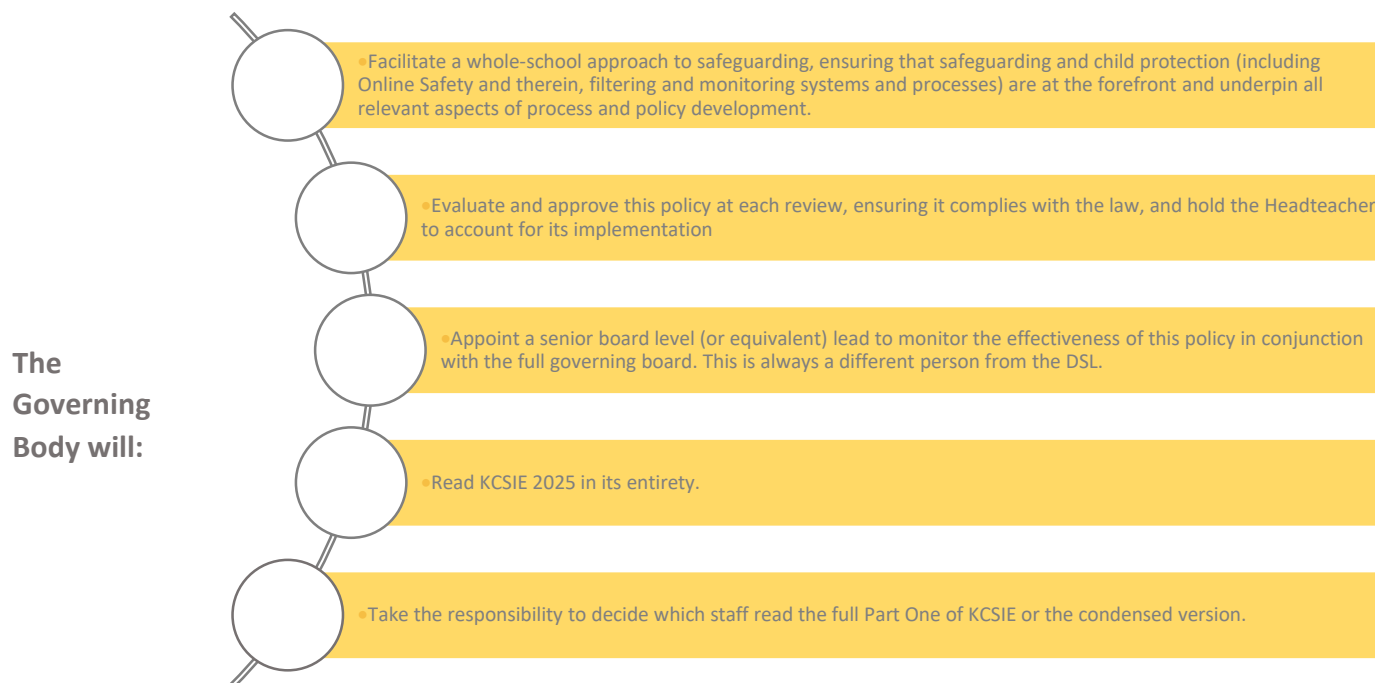 The
Governing
Body will:
•Facilitate a whole-school approach to safeguarding, ensuring that safeguarding and child protection (including
Online Safety and therein, filtering and monitoring systems and processes) are at the forefront and underpin all
relevant aspects of process and policy development.
•Evaluate and approve this policy at each review, ensuring it complies with the law, and hold the Headteacher
to account for its implementation
•Appoint a senior board level (or equivalent) lead to monitor the effectiveness of this policy in conjunction
with the full governing board. This is always a different person from the DSL.
•Read KCSIE 2025 in its entirety.
•Take the responsibility to decide which staff read the full Part One of KCSIE or the condensed version.